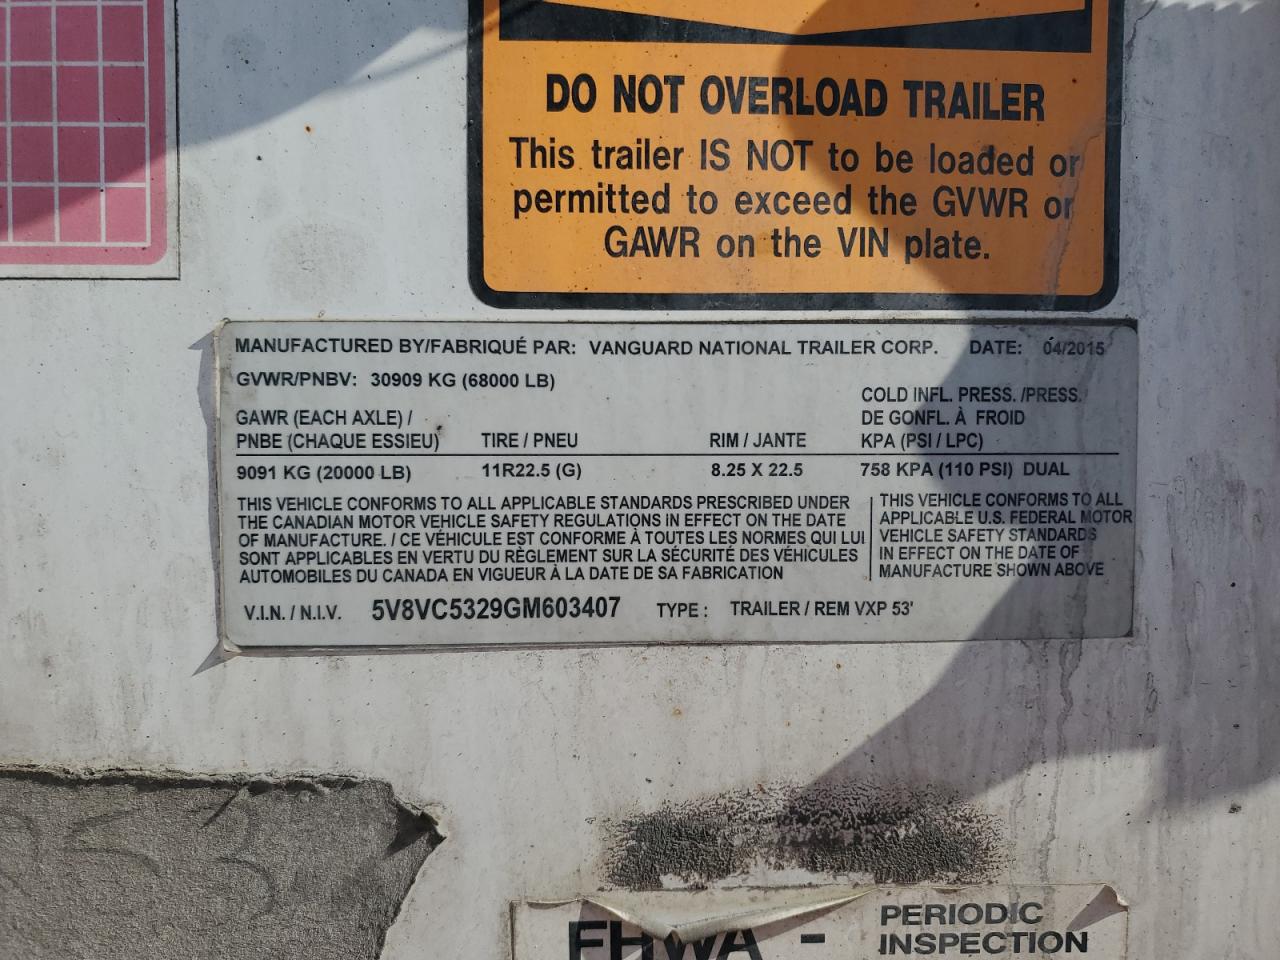 DO NOT OVERLOAD TRAILER
This trailer IS NOT to be loaded or
permitted to exceed the GVWR or
GAWR on the VIN plate.
MANUFACTURED BY/FABRIQUÉ PAR: VANGUARD NATIONAL TRAILER CORP. DATE: 04/2015
GVWR/PNBV: 30909 KG (68000 LB)
COLD INFL. PRESS. /PRESS.
GAWR (EACH AXLE) / DE GONFL. À FROID
PNBE (CHAQUE ESSIEU) TIRE / PNEU RIM / JANTE KPA (PSI / LPC)
9091 KG (20000 LB) 11R22.5 (G) 8.25 X 22.5 758 KPA (110 PSI) DUAL
THIS VEHICLE CONFORMS TO ALL APPLICABLE STANDARDS PRESCRIBED UNDER
THE CANADIAN MOTOR VEHICLE SAFETY REGULATIONS IN EFFECT ON THE DATE
OF MANUFACTURE. / CE VÉHICULE EST CONFORME À TOUTES LES NORMES QUI LUI
SONT APPLICABLES EN VERTU DU RÈGLEMENT SUR LA SÉCURITÉ DES VÉHICULES
AUTOMOBILES DU CANADA EN VIGUEUR À LA DATE DE SA FABRICATION
THIS VEHICLE CONFORMS TO ALL
APPLICABLE U.S. FEDERAL MOTOR
VEHICLE SAFETY STANDARDS
IN EFFECT ON THE DATE OF
MANUFACTURE SHOWN ABOVE
V.I.N. / N.I.V. 5V8VC5329GM603407 TYPE : TRAILER / REM VXP 53'
FHWA - PERIODIC
INSPECTION